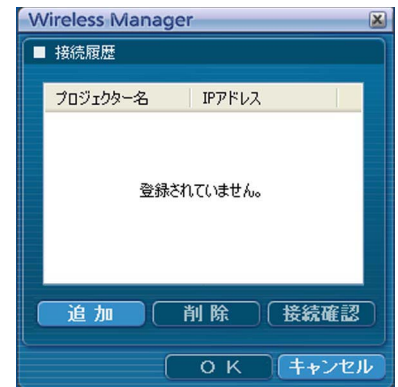 Wireless Manager
■ 接続履歴
プロジェクター名 IPアドレス
登録されていません。
追加 削除 接続確認
OK キャンセル